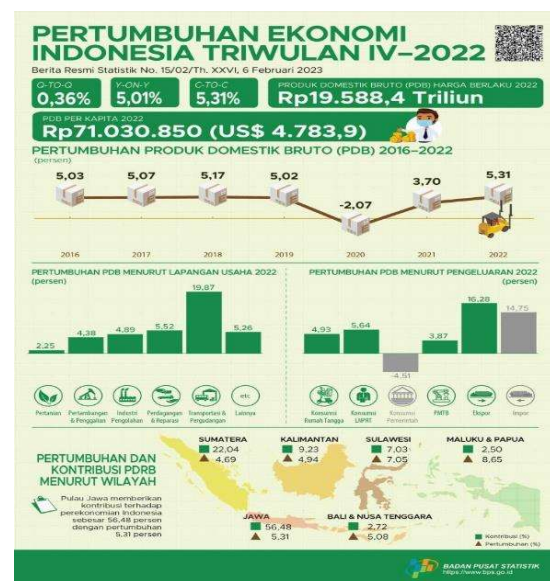 PERTUMBUHAN EKONOMI
INDONESIA TRIWULAN IV–2022
Berita Resmi Statistik No. 15/02/Th. XXVI, 6 Februari 2023
Q-TO-Q
0,36%
Y-ON-Y
5,01%
C-TO-C
5,31%
PRODUK DOMESTIK BRUTO (PDB) HARGA BERLAKU 2022
Rp19.588,4 Triliun
PDB PER KAPITA 2022
Rp71.030.850 (US$ 4.783,9)
PERTUMBUHAN PRODUK DOMESTIK BRUTO (PDB) 2016–2022
(persen)
5,03 5,07 5,17 5,02 -2,07 3,70 5,31
2016 2017 2018 2019 2020 2021 2022
PERTUMBUHAN PDB MENURUT LAPANGAN USAHA 2022
(persen)
2,25 4,38 4,89 5,52 19,87 5,26
etc
Pertanian
Pertambangan
& Penggalian
Industri
Pengolahan
Perdagangan
& Reparasi
Transportasi &
Pergudangan
Lainnya
PERTUMBUHAN PDB MENURUT PENGELUARAN 2022
(persen)
4,93 5,64 -4,51 3,87 16,28 14,75
Konsumsi
Rumah Tangga
Konsumsi
LNPRT
Konsumsi
Pemerintah
PMTB
Ekspor
Impor
PERTUMBUHAN DAN
KONTRIBUSI PDRB
MENURUT WILAYAH
Pulau Jawa memberikan
kontribusi terhadap
perekonomian Indonesia
sebesar 56,48 persen
dengan pertumbuhan
5,31 persen
SUMATERA
22,04
4,69
KALIMANTAN
9,23
4,94
SULAWESI
7,03
7,05
MALUKU & PAPUA
2,50
8,65
JAWA
56,48
5,31
BALI & NUSA TENGGARA
2,72
5,08
Kontribusi (%)
Pertumbuhan (%)
BADAN PUSAT STATISTIK
https://www.bps.go.id